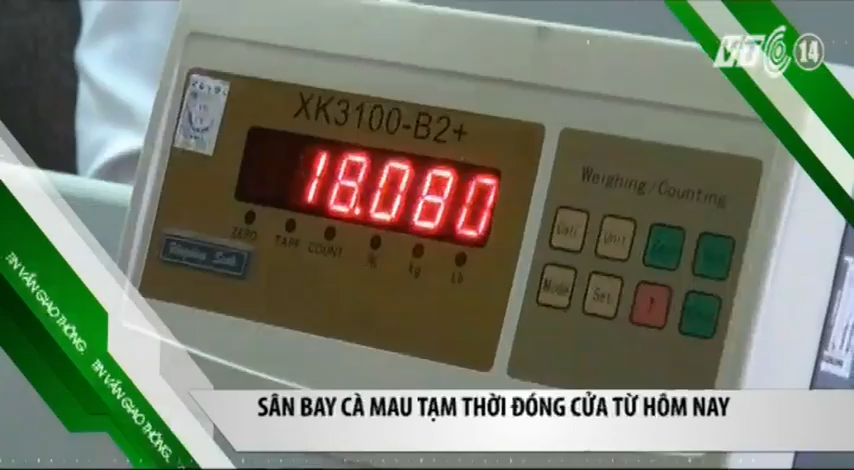 VTC 14
XK3100-B2+
18.080
Weighing/Counting
ZERO TARE COUNT % kg Lb
Unit
Mode Set
TIN VẮN GIAO THÔNG.
TIN VẮN GIAO THÔNG.
SÂN BAY CÀ MAU TẠM THỜI ĐÓNG CỬA TỪ HÔM NAY